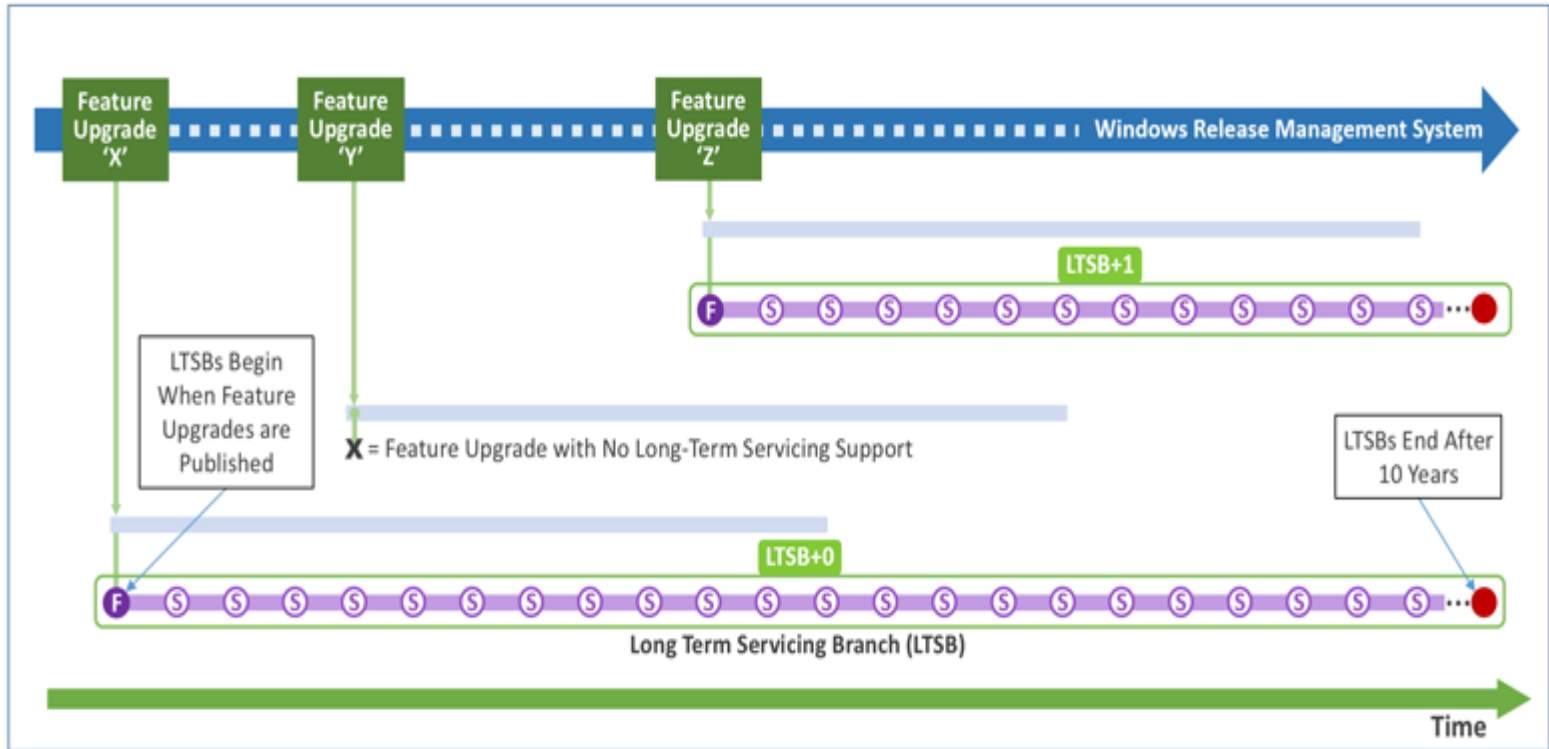 Feature
Upgrade
‘X’
Feature
Upgrade
‘Y’
Feature
Upgrade
‘Z’
Windows Release Management System
LTSB+1
F S S S S S S S S S S S S ...
LTSBs Begin
When Feature
Upgrades are
Published
X = Feature Upgrade with No Long-Term Servicing Support
LTSBs End After
10 Years
LTSB+0
F S S S S S S S S S S S S S S S S S S S S S S ...
Long Term Servicing Branch (LTSB)
Time